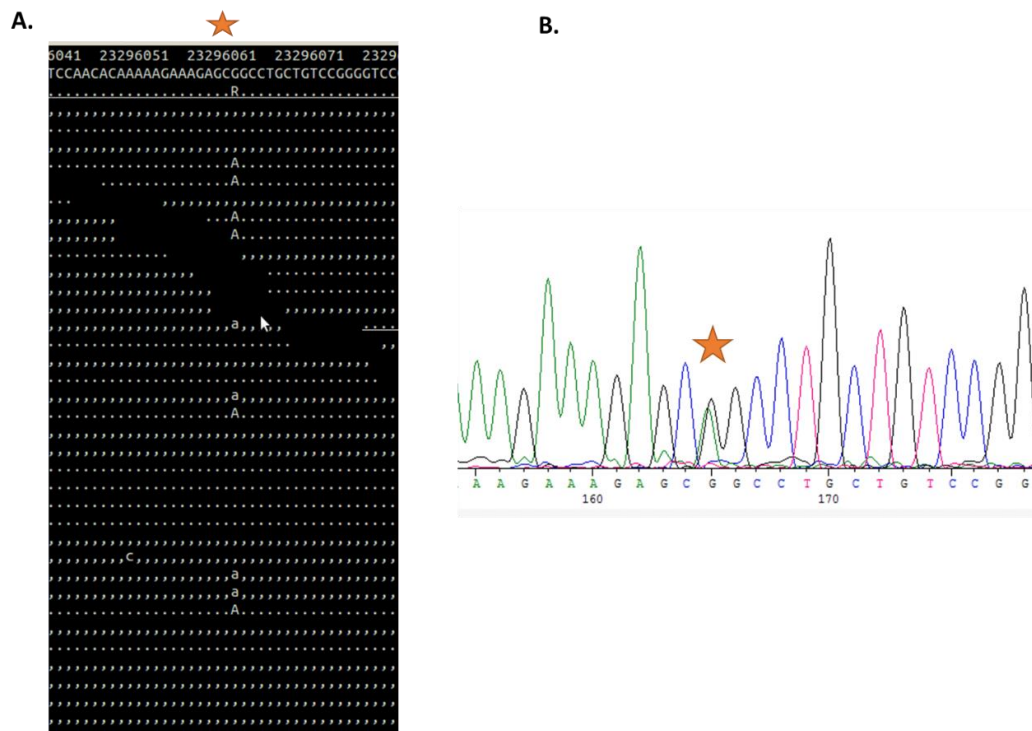 A.
6041 23296051 23296061 23296071 2329
TCCAACACAAAAAGAAAGAGCGGCCTGCTGTCCGGGGTCC
R
A
A
A
A
a
a
A
c
a
a
A
B.
A A G A A A G A G C G G C C T G C T G T C C G G
160 170